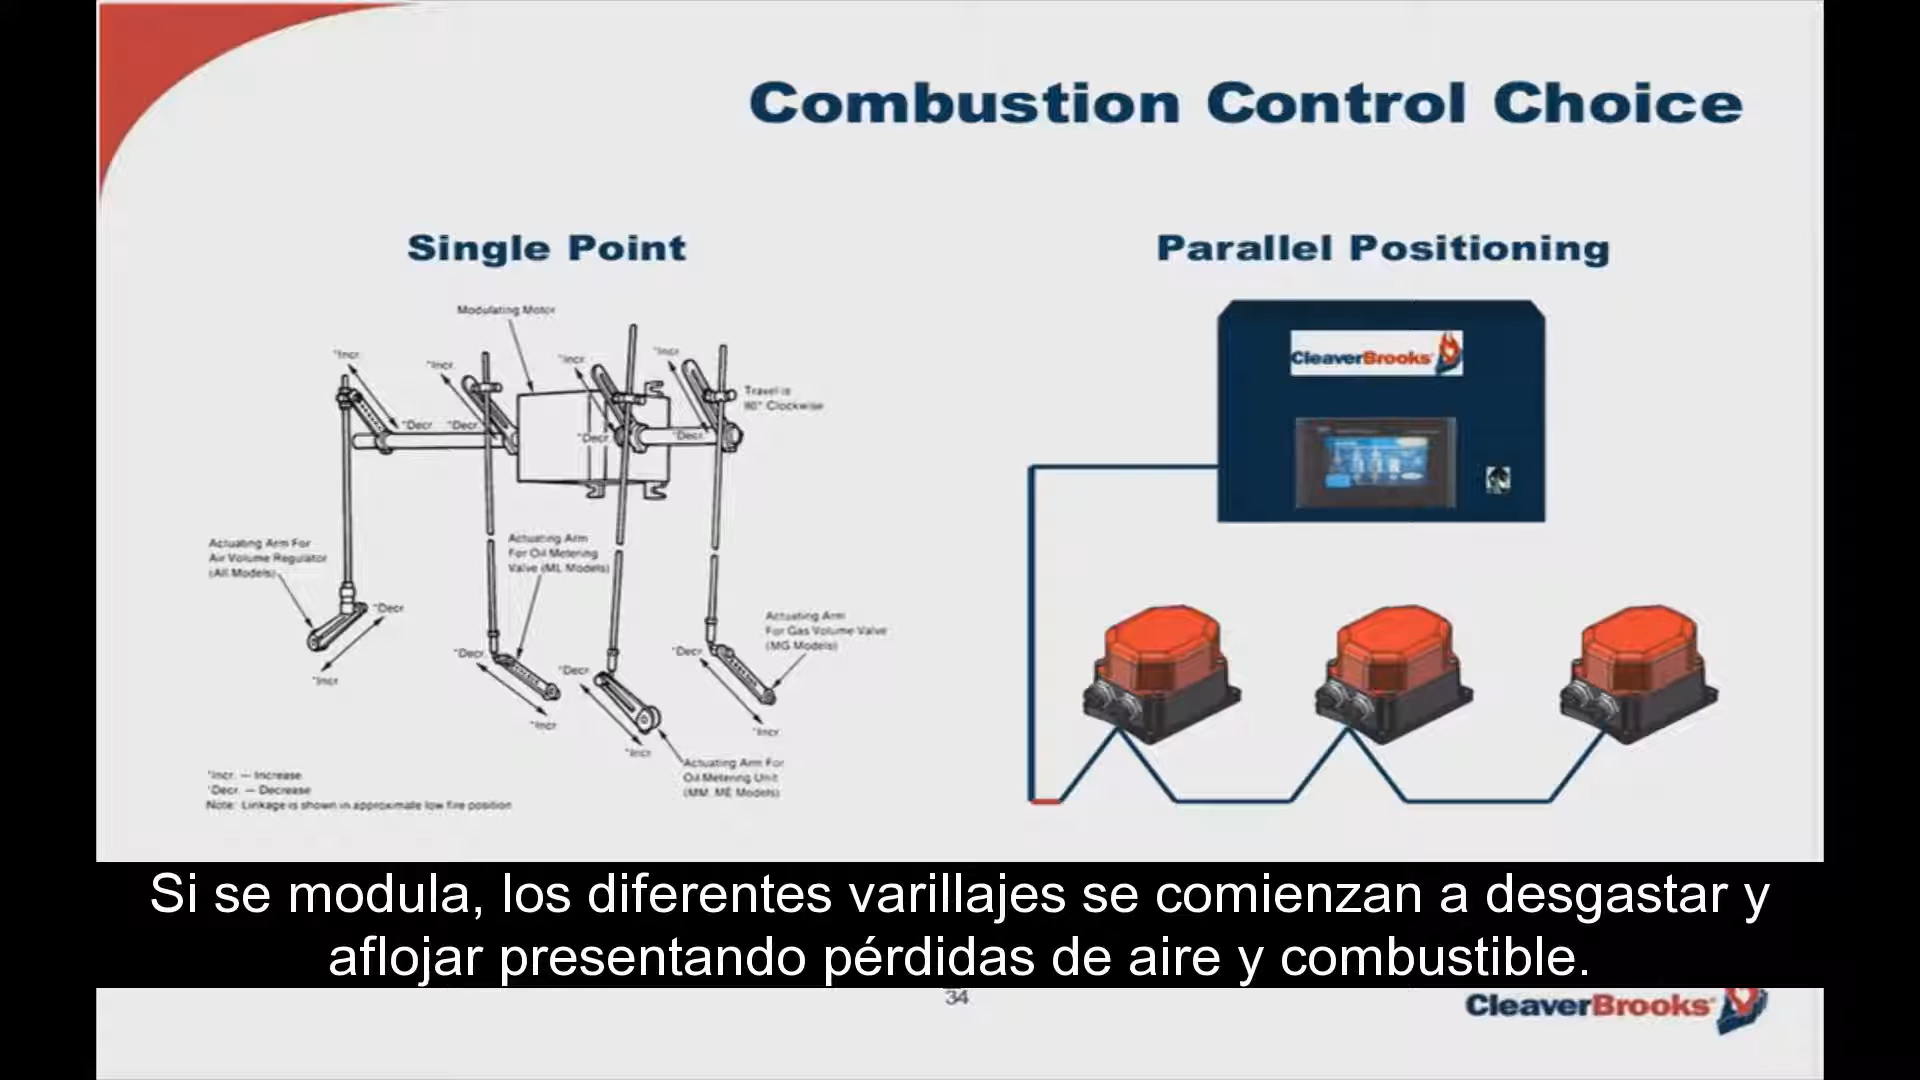 Combustion Control Choice
Single Point
Parallel Positioning
Modulating Motor
*Incr.
*Incr.
*Incr.
*Incr.
Travel is
90° Clockwise
*Decr.
*Decr.
*Decr.
*Decr.
CleaverBrooks
Actuating Arm For
Air Volume Regulator
(All Models)
Actuating Arm
For Oil Metering
Valve (ML Models)
*Decr.
*Incr.
Actuating Arm
For Gas Volume Valve
(MG Models)
*Decr.
*Decr.
*Decr.
*Incr.
*Incr.
*Incr.
Actuating Arm For
Oil Metering Unit
(MM, ME Models)
*Incr. — Increase
*Decr. — Decrease
Note: Linkage is shown in approximate low fire position
Si se modula, los diferentes varillajes se comienzan a desgastar y
aflojar presentando pérdidas de aire y combustible.
34
CleaverBrooks